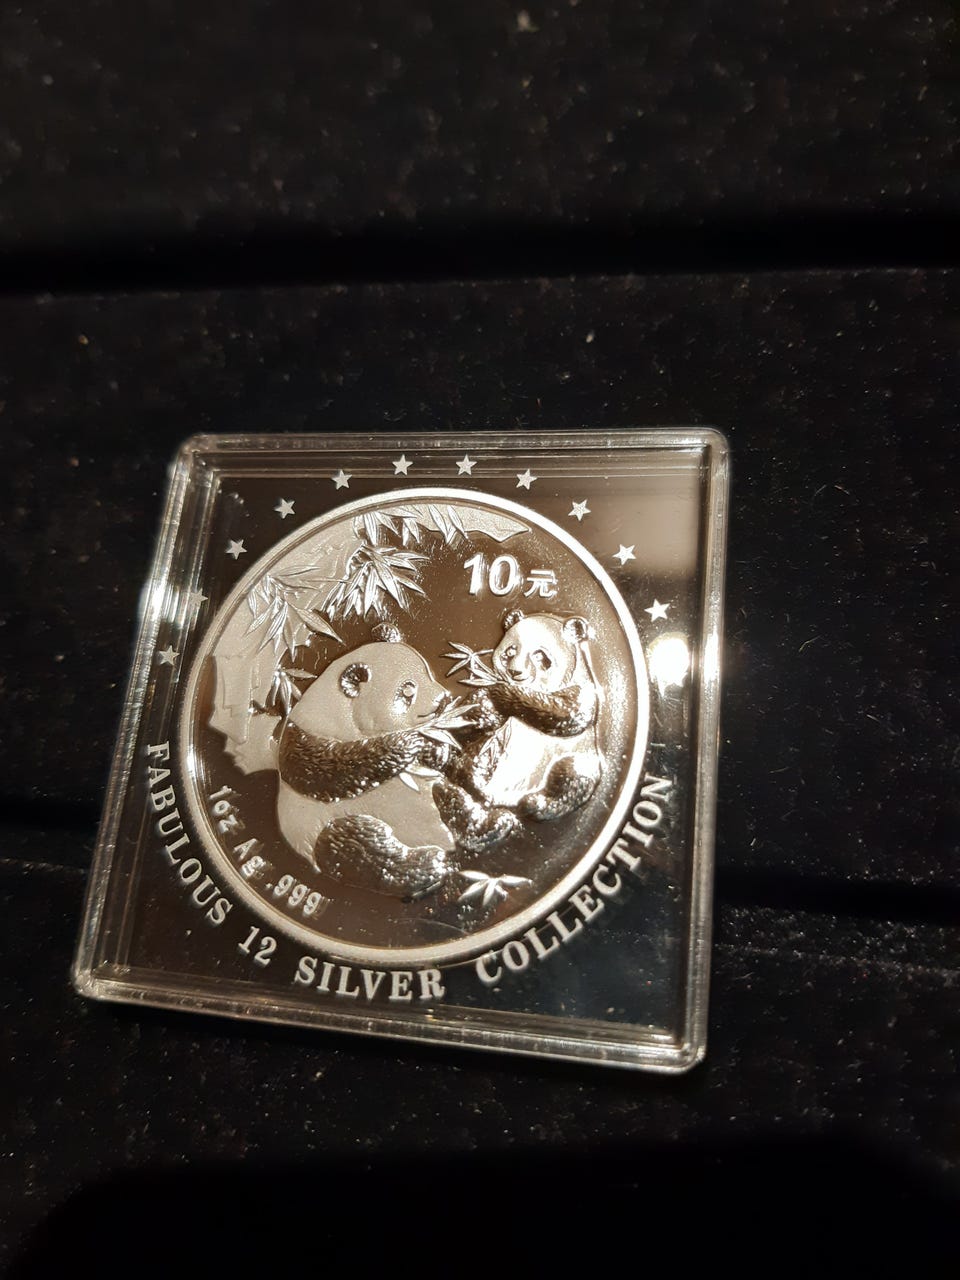 10元
1oz Ag .999
FABULOUS 12 SILVER COLLECTION